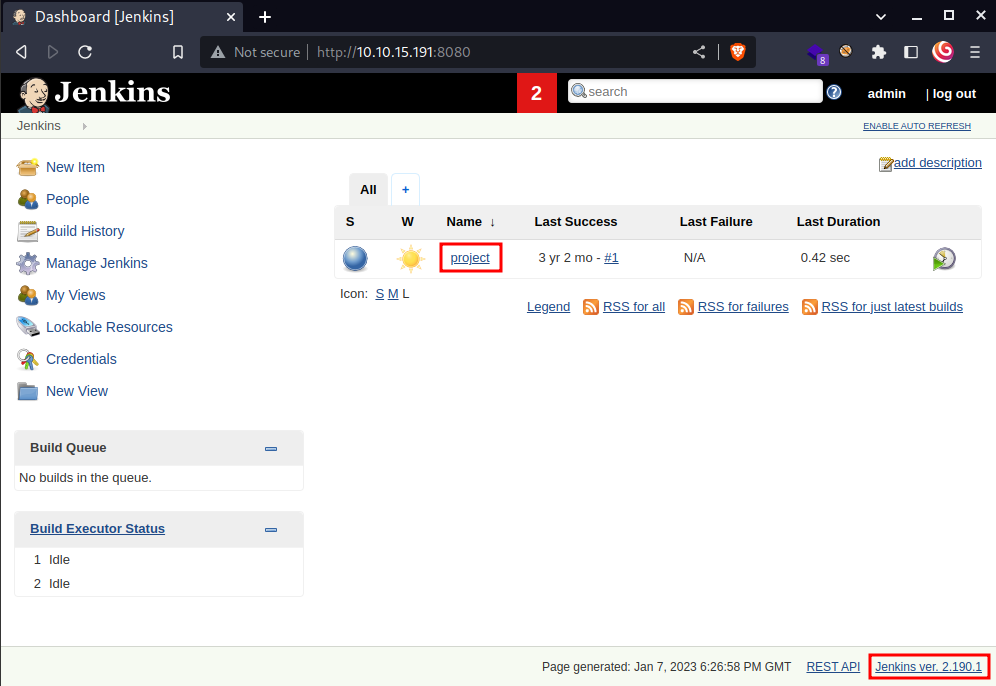 Dashboard [Jenkins]
Not secure http://10.10.15.191:8080
8
Jenkins 2 search admin | log out
Jenkins ENABLE AUTO REFRESH
New Item
People
Build History
Manage Jenkins
My Views
Lockable Resources
Credentials
New View
Build Queue
No builds in the queue.
Build Executor Status
1 Idle
2 Idle
add description
All +
S W Name ↓ Last Success Last Failure Last Duration
project 3 yr 2 mo - #1 N/A 0.42 sec
Icon: S M L
Legend RSS for all RSS for failures RSS for just latest builds
Page generated: Jan 7, 2023 6:26:58 PM GMT REST API Jenkins ver. 2.190.1